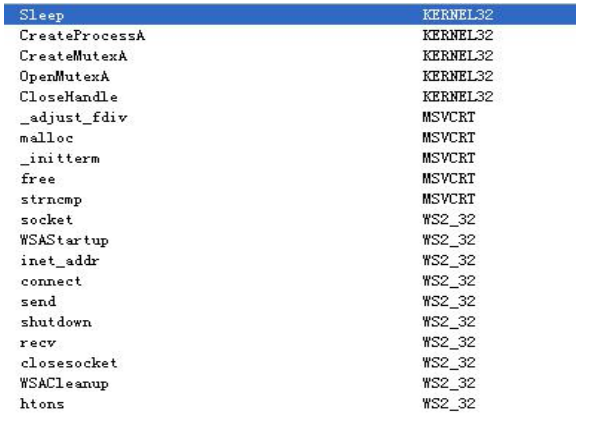 Sleep KERNEL32
CreateProcessA KERNEL32
CreateMutexA KERNEL32
OpenMutexA KERNEL32
CloseHandle KERNEL32
_adjust_fdiv MSVCRT
malloc MSVCRT
_initterm MSVCRT
free MSVCRT
strncmp MSVCRT
socket WS2_32
WSAStartup WS2_32
inet_addr WS2_32
connect WS2_32
send WS2_32
shutdown WS2_32
recv WS2_32
closesocket WS2_32
WSACleanup WS2_32
htons WS2_32